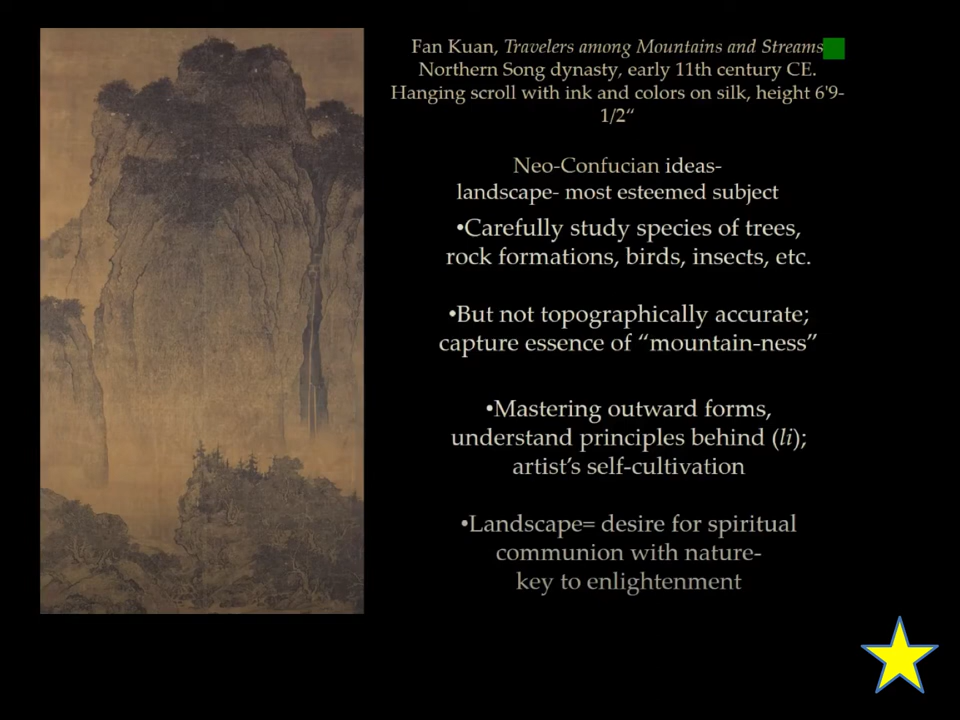 Fan Kuan, Travelers among Mountains and Streams
Northern Song dynasty, early 11th century CE.
Hanging scroll with ink and colors on silk, height 6'9-
1/2“
Neo-Confucian ideas-
landscape- most esteemed subject
•Carefully study species of trees,
rock formations, birds, insects, etc.
•But not topographically accurate;
capture essence of “mountain-ness”
•Mastering outward forms,
understand principles behind (li);
artist’s self-cultivation
•Landscape= desire for spiritual
communion with nature-
key to enlightenment